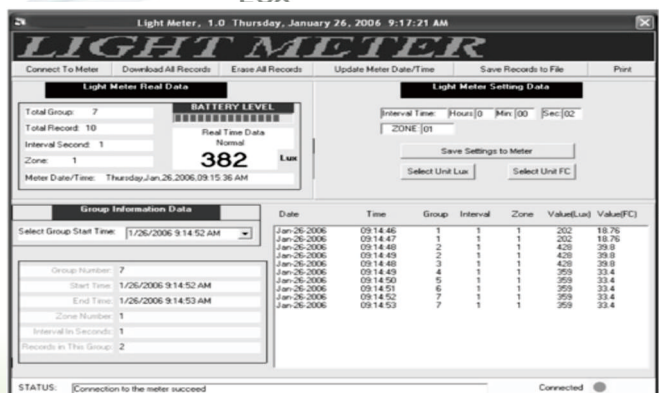 Lux
Light Meter, 1.0 Thursday, January 26, 2006 9:17:21 AM
LIGHT METER
Connect To Meter Download All Records Erase All Records Update Meter Date/Time Save Records to File Print
Light Meter Real Data
Total Group: 7
Total Record: 10
Interval Second: 1
Zone: 1
BATTERY LEVEL
Real Time Data
Normal
382 Lux
Meter Date/Time: Thursday,Jan,26,2006,09:15:36 AM
Light Meter Setting Data
Interval Time: Hours 0 Min: 00 Sec: 02
ZONE: 01
Save Settings to Meter
Select Unit Lux Select Unit FC
Group Information Data
Select Group Start Time: 1/26/2006 9:14:52 AM
Group Number: 7
Start Time: 1/26/2006 9:14:52 AM
End Time: 1/26/2006 9:14:53 AM
Zone Number: 1
Interval In Seconds: 1
Records in This Group: 2
Date Time Group Interval Zone Value(Lux) Value(FC)
Jan-26-2006 09:14:46 1 1 1 202 18.76
Jan-26-2006 09:14:47 1 1 1 202 18.76
Jan-26-2006 09:14:48 2 1 1 428 39.8
Jan-26-2006 09:14:49 2 1 1 428 39.8
Jan-26-2006 09:14:48 3 1 1 428 39.8
Jan-26-2006 09:14:49 4 1 1 359 33.4
Jan-26-2006 09:14:50 5 1 1 359 33.4
Jan-26-2006 09:14:51 6 1 1 359 33.4
Jan-26-2006 09:14:52 7 1 1 359 33.4
Jan-26-2006 09:14:53 7 1 1 359 33.4
STATUS: Connection to the meter succeed Connected